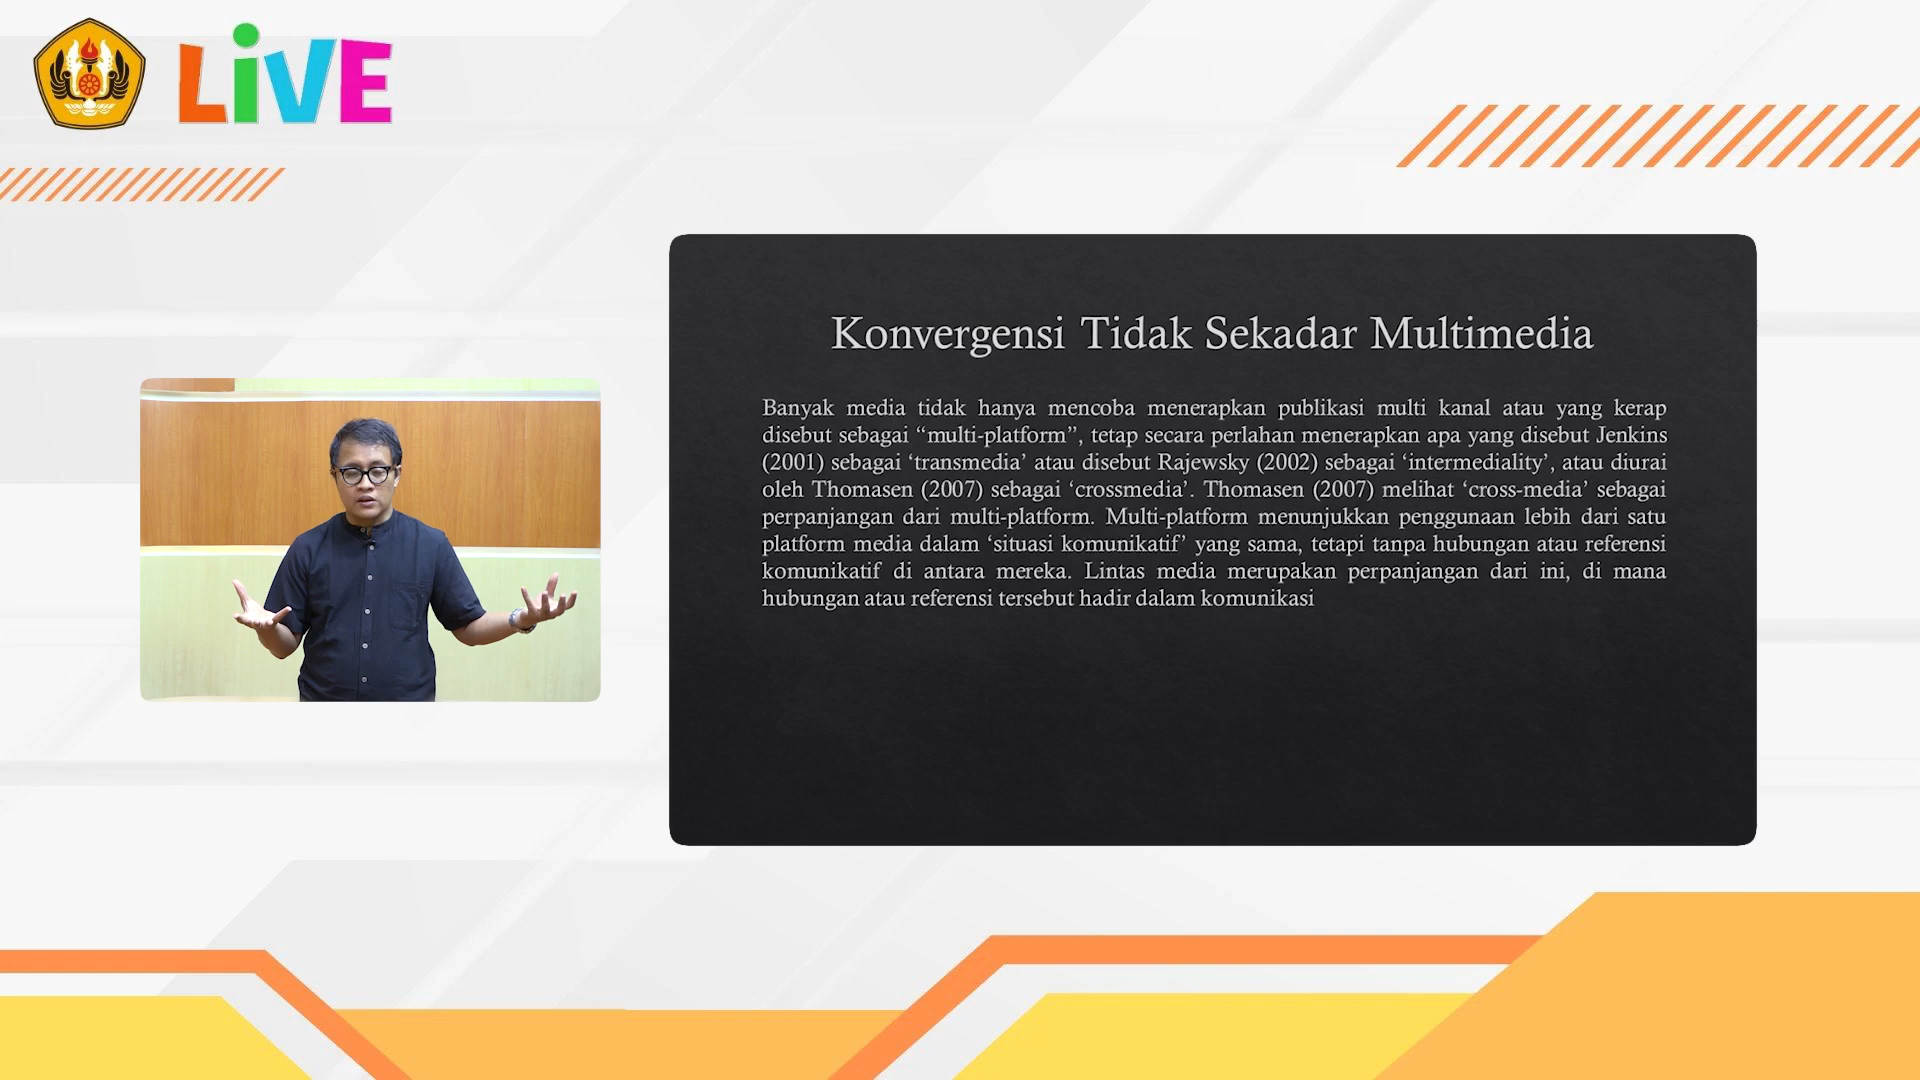 LiVE
Konvergensi Tidak Sekadar Multimedia
Banyak media tidak hanya mencoba menerapkan publikasi multi kanal atau yang kerap
disebut sebagai “multi-platform”, tetap secara perlahan menerapkan apa yang disebut Jenkins
(2001) sebagai ‘transmedia’ atau disebut Rajewsky (2002) sebagai ‘intermediality’, atau diurai
oleh Thomasen (2007) sebagai ‘crossmedia’. Thomasen (2007) melihat ‘cross-media’ sebagai
perpanjangan dari multi-platform. Multi-platform menunjukkan penggunaan lebih dari satu
platform media dalam ‘situasi komunikatif’ yang sama, tetapi tanpa hubungan atau referensi
komunikatif di antara mereka. Lintas media merupakan perpanjangan dari ini, di mana
hubungan atau referensi tersebut hadir dalam komunikasi